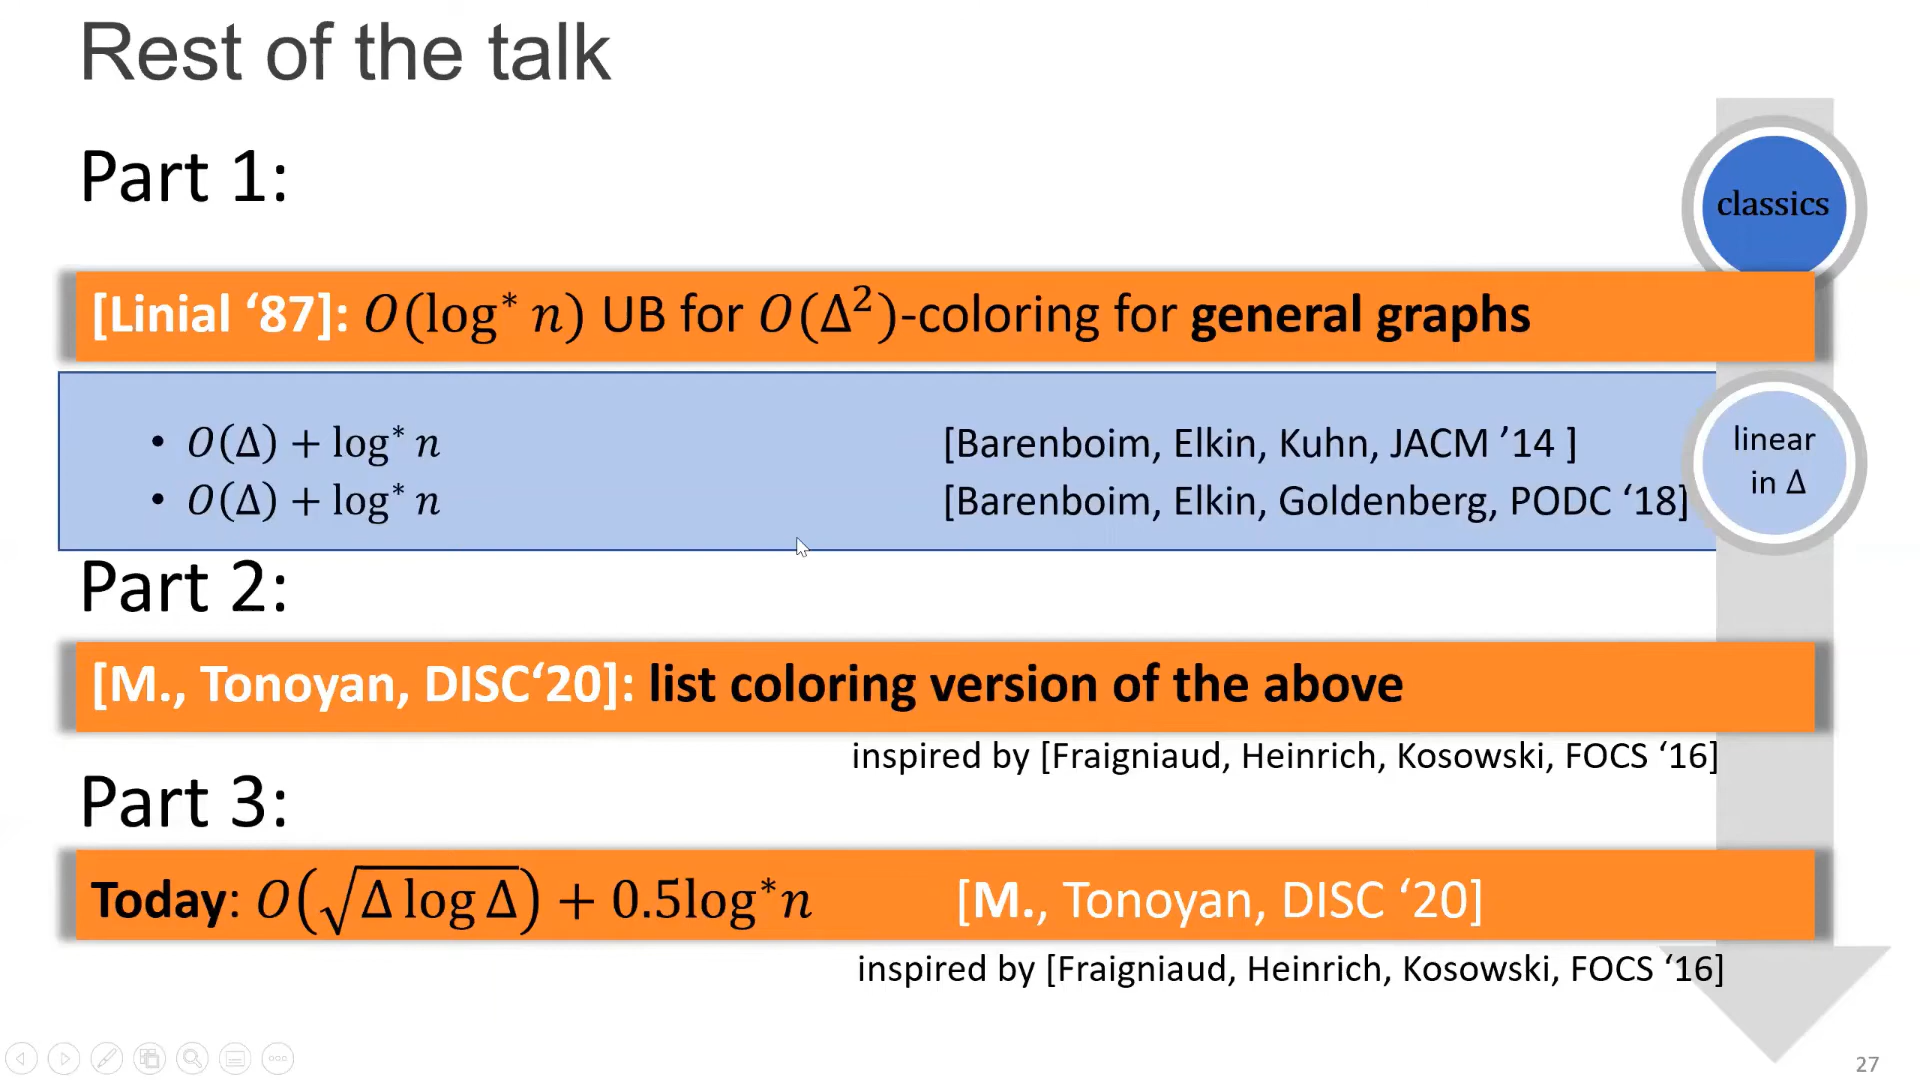 Rest of the talk
Part 1:
classics
[Linial ‘87]: O(log* n) UB for O(Δ²)-coloring for general graphs
• O(Δ) + log* n [Barenboim, Elkin, Kuhn, JACM ’14 ]
• O(Δ) + log* n [Barenboim, Elkin, Goldenberg, PODC ‘18]
linear
in Δ
Part 2:
[M., Tonoyan, DISC‘20]: list coloring version of the above
inspired by [Fraigniaud, Heinrich, Kosowski, FOCS ‘16]
Part 3:
Today: O(√(Δ log Δ)) + 0.5log*n [M., Tonoyan, DISC ‘20]
inspired by [Fraigniaud, Heinrich, Kosowski, FOCS ‘16]
27